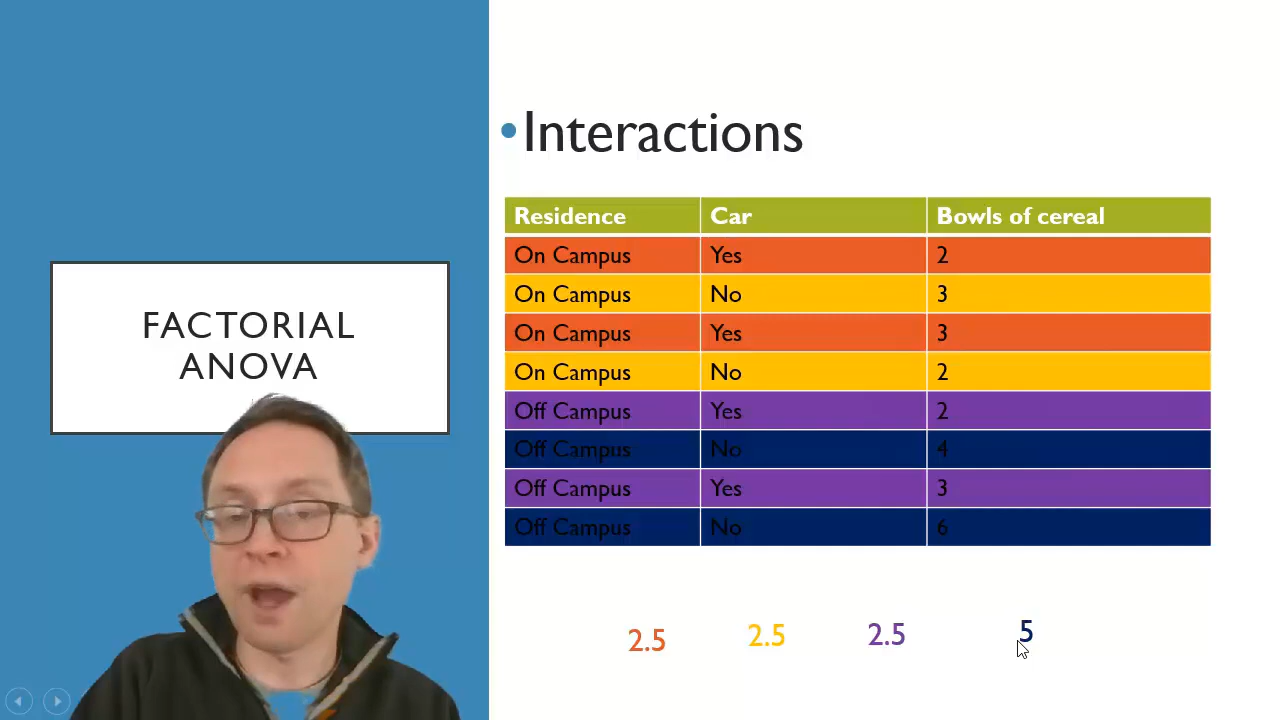 FACTORIAL
ANOVA
•Interactions
Residence Car Bowls of cereal
On Campus Yes 2
On Campus No 3
On Campus Yes 3
On Campus No 2
Off Campus Yes 2
Off Campus No 4
Off Campus Yes 3
Off Campus No 6
2.5 2.5 2.5 5